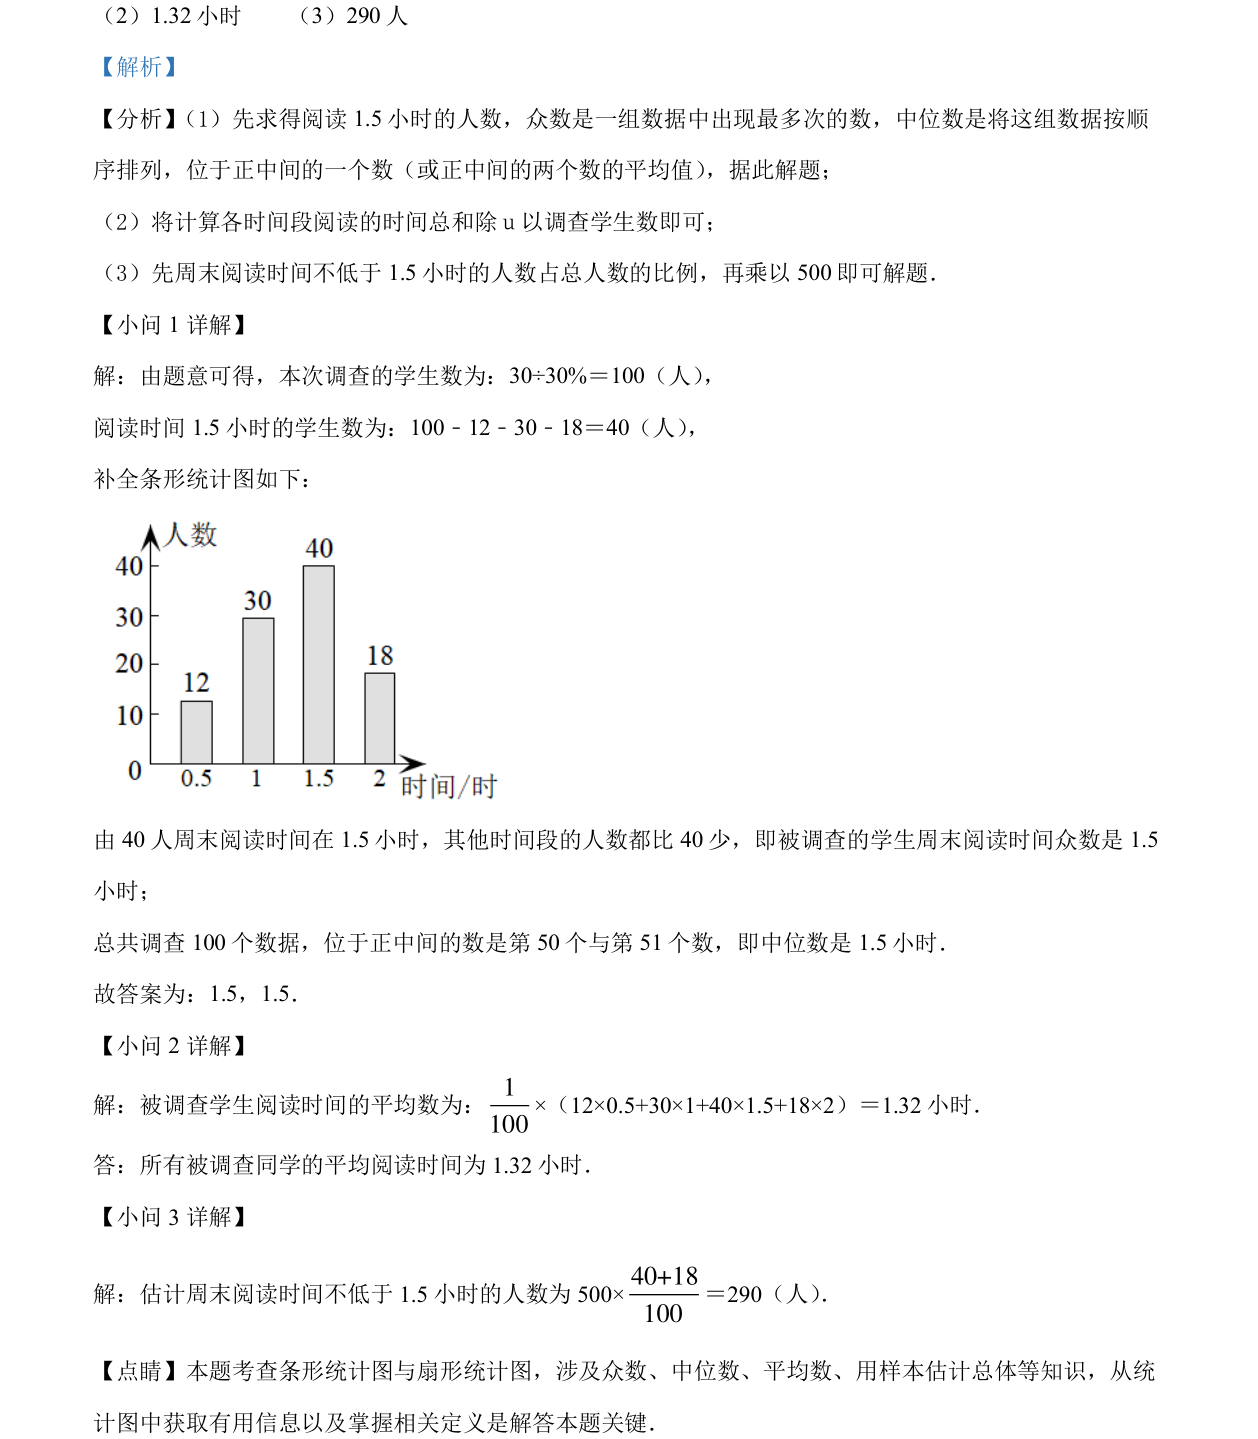 （2）1.32 小时　　（3）290 人
【解析】
【分析】（1）先求得阅读 1.5 小时的人数，众数是一组数据中出现最多次的数，中位数是将这组数据按顺
序排列，位于正中间的一个数（或正中间的两个数的平均值），据此解题；
（2）将计算各时间段阅读的时间总和除 u 以调查学生数即可；
（3）先周末阅读时间不低于 1.5 小时的人数占总人数的比例，再乘以 500 即可解题．
【小问 1 详解】
解：由题意可得，本次调查的学生数为：30÷30%＝100（人），
阅读时间 1.5 小时的学生数为：100﹣12﹣30﹣18＝40（人），
补全条形统计图如下：
人数
40
40
30
30
20
18
12
10
0
0.5 1 1.5 2 时间/时
由 40 人周末阅读时间在 1.5 小时，其他时间段的人数都比 40 少，即被调查的学生周末阅读时间众数是 1.5
小时；
总共调查 100 个数据，位于正中间的数是第 50 个与第 51 个数，即中位数是 1.5 小时．
故答案为：1.5，1.5．
【小问 2 详解】
解：被调查学生阅读时间的平均数为：1/100×（12×0.5+30×1+40×1.5+18×2）＝1.32 小时．
答：所有被调查同学的平均阅读时间为 1.32 小时．
【小问 3 详解】
解：估计周末阅读时间不低于 1.5 小时的人数为 500×(40+18)/100＝290（人）．
【点睛】本题考查条形统计图与扇形统计图，涉及众数、中位数、平均数、用样本估计总体等知识，从统
计图中获取有用信息以及掌握相关定义是解答本题关键．